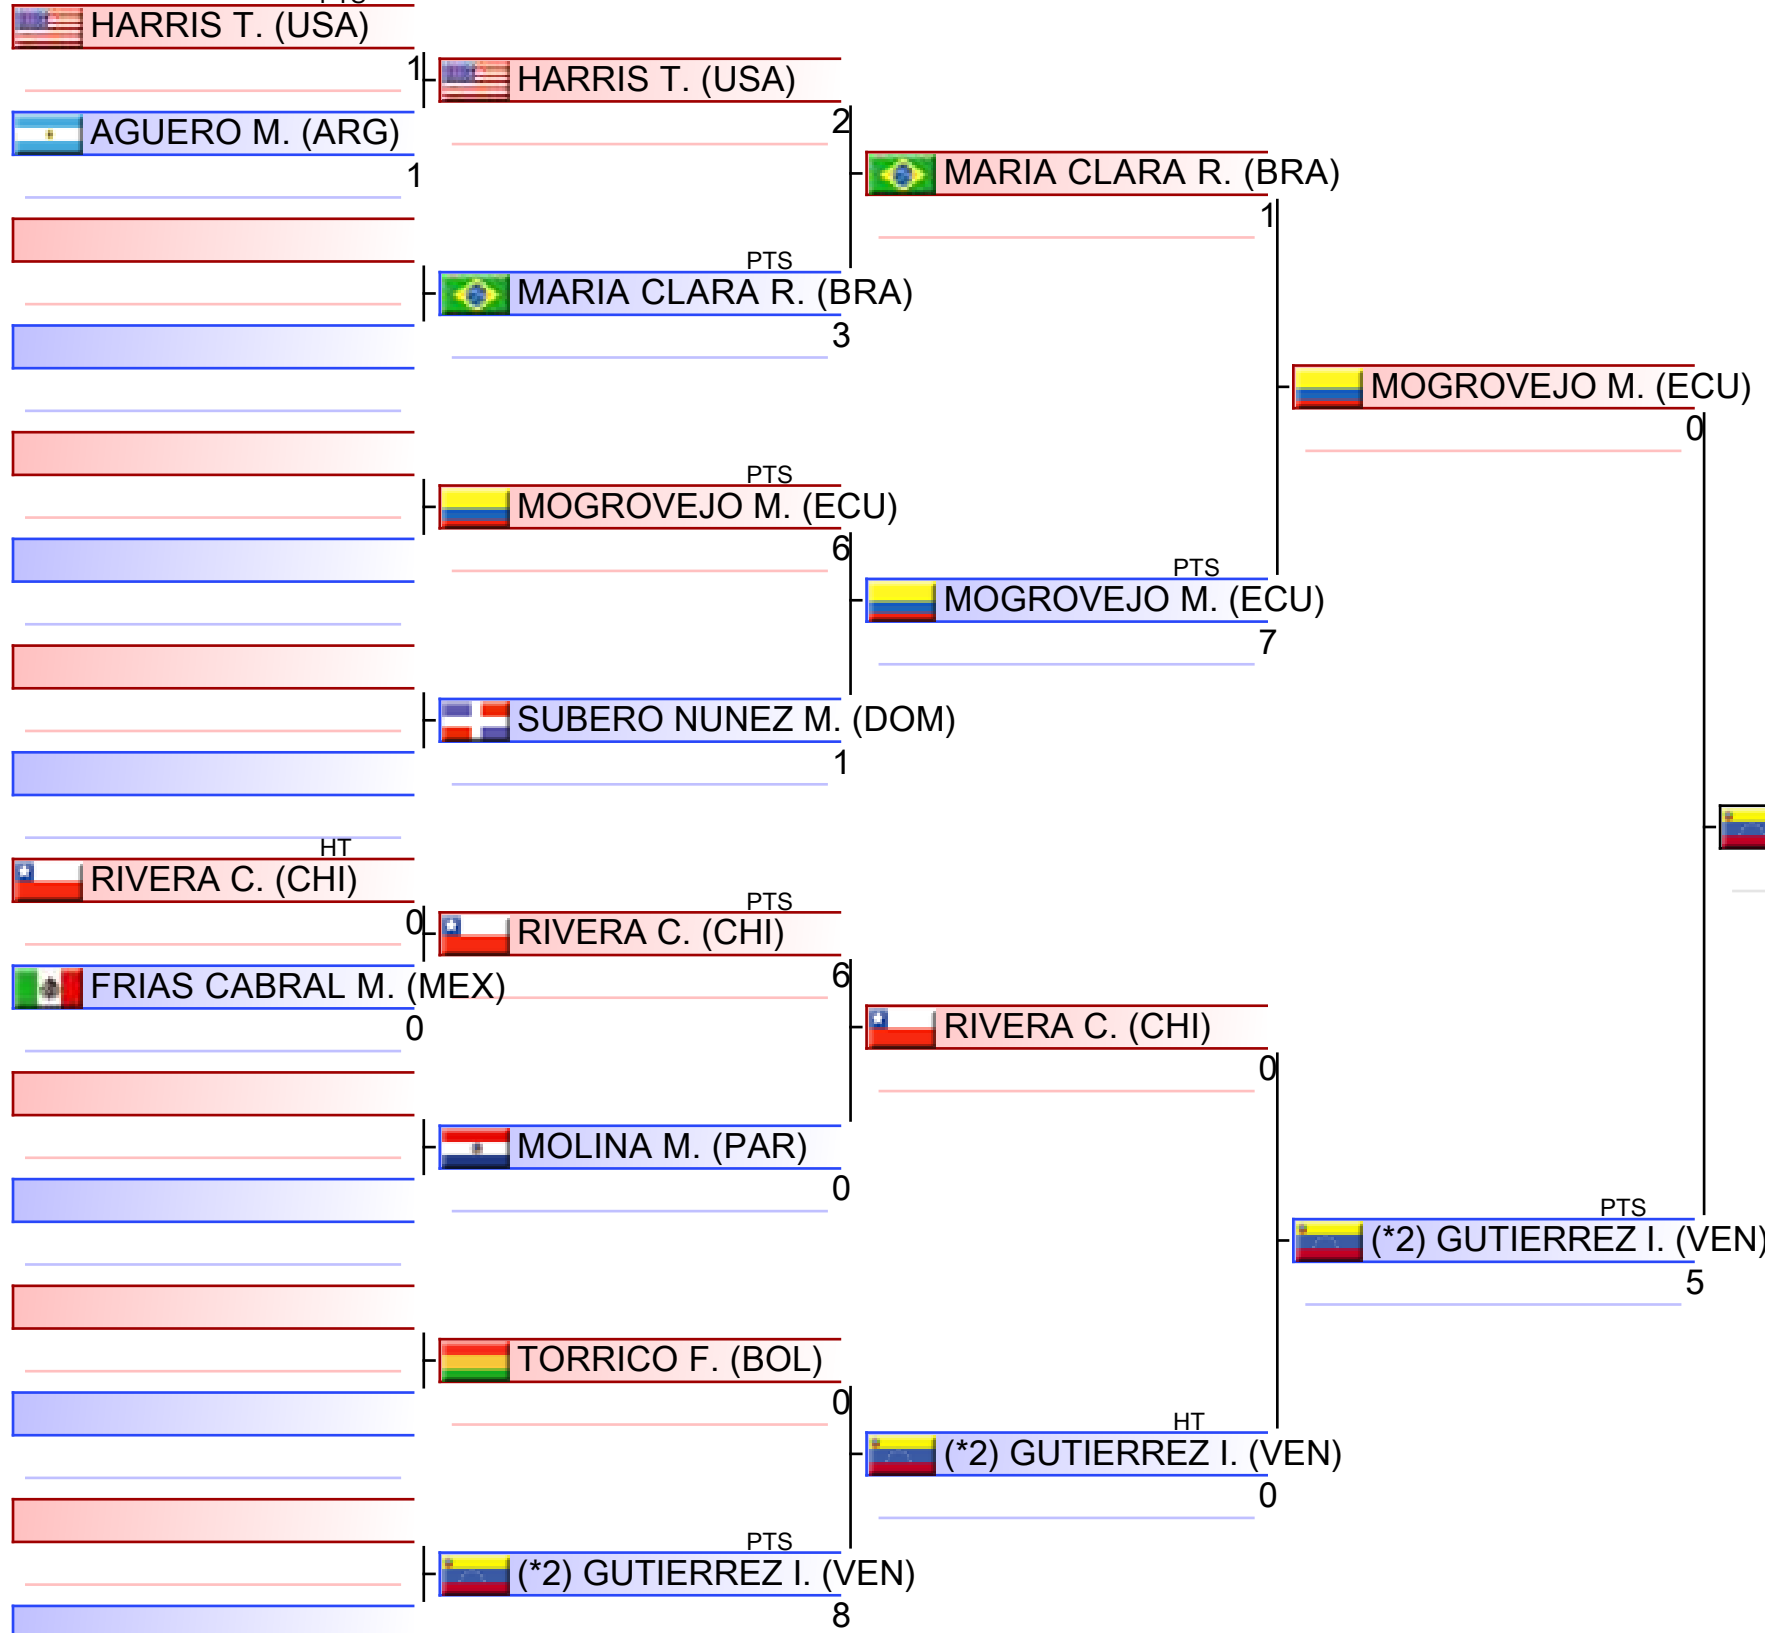 PTS
HARRIS T. (USA)
1
AGUERO M. (ARG)
1
RIVERA C. (CHI)
HT
0
FRIAS CABRAL M. (MEX)
0
HARRIS T. (USA)
2
PTS
MARIA CLARA R. (BRA)
3
PTS
MOGROVEJO M. (ECU)
6
SUBERO NUNEZ M. (DOM)
1
PTS
RIVERA C. (CHI)
6
MOLINA M. (PAR)
0
TORRICO F. (BOL)
0
PTS
(*2) GUTIERREZ I. (VEN)
8
MARIA CLARA R. (BRA)
1
PTS
MOGROVEJO M. (ECU)
7
RIVERA C. (CHI)
0
HT
(*2) GUTIERREZ I. (VEN)
0
MOGROVEJO M. (ECU)
0
PTS
(*2) GUTIERREZ I. (VEN)
5